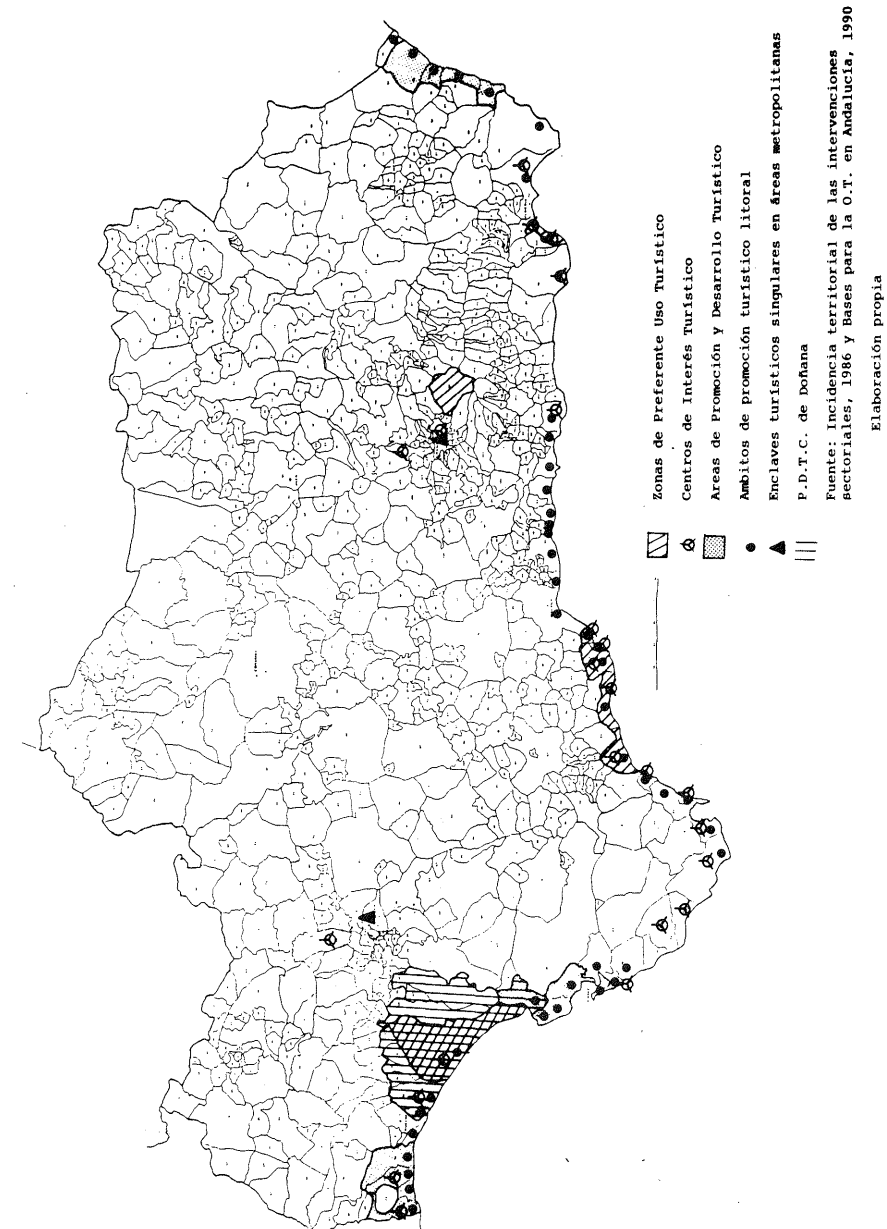 Zonas de Preferente Uso Turístico
Centros de Interés Turístico
Areas de Promoción y Desarrollo Turístico
Ambitos de promoción turístico litoral
Enclaves turísticos singulares en áreas metropolitanas
P.D.T.C. de Doñana
Fuente: Incidencia territorial de las intervenciones
sectoriales, 1986 y Bases para la O.T. en Andalucía, 1990
Elaboración propia